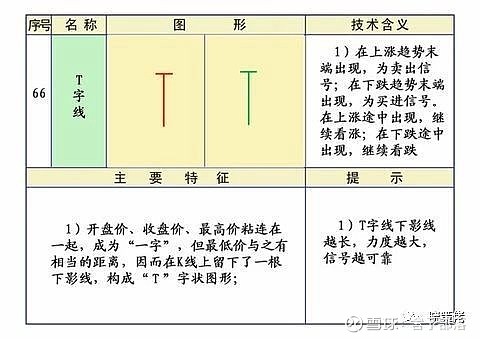 序号 名称 图形 技术含义
66
T
字
线
1）在上涨趋势末
端出现，为卖出信
号；在下跌趋势末端
出现，为买进信号。
在上涨途中出现，继
续看涨；在下跌途中
出现，继续看跌
主要特征 提示
1）开盘价、收盘价、最高价粘连在
一起，成为“一字”，但最低价与之有
相当的距离，因而在K线上留下了一根
下影线，构成“T”字状图形；
1）T字线下影线
越长，力度越大，
信号越可靠